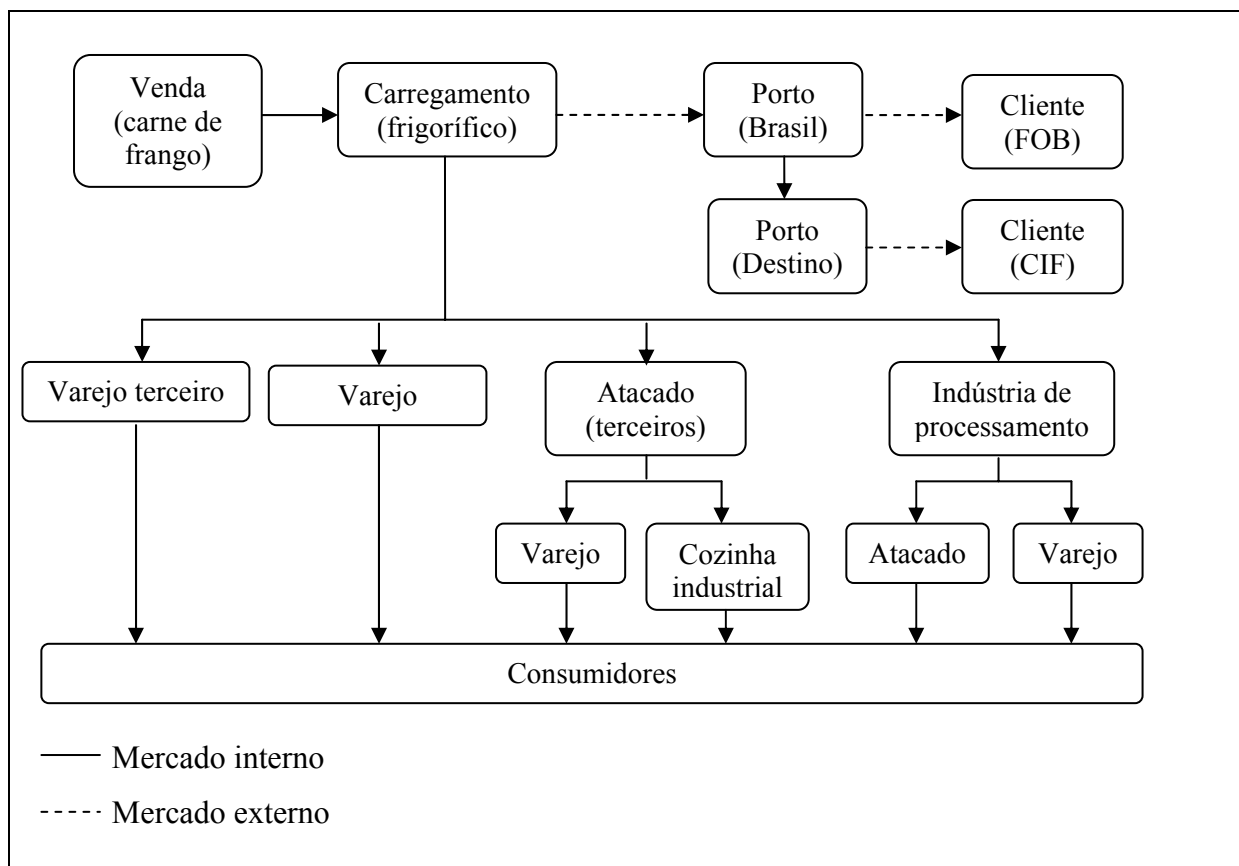 Venda
(carne de
frango)
Carregamento
(frigorífico)
Porto
(Brasil)
Cliente
(FOB)
Porto
(Destino)
Cliente
(CIF)
Varejo terceiro
Varejo
Atacado
(terceiros)
Indústria de
processamento
Varejo
Cozinha
industrial
Atacado
Varejo
Consumidores
Mercado interno
Mercado externo